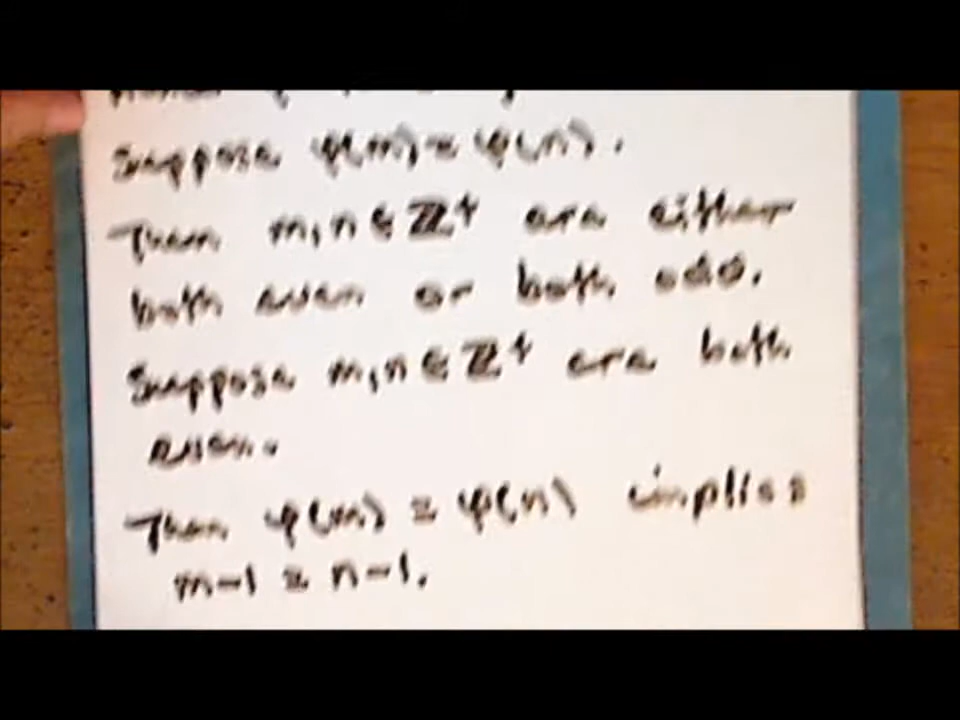 Suppose φ(m) = φ(n).
Then m, n ∈ ℤ⁺ are either
both even or both odd.
Suppose m, n ∈ ℤ⁺ are both
even.
Then φ(m) = φ(n) implies
m-1 = n-1.